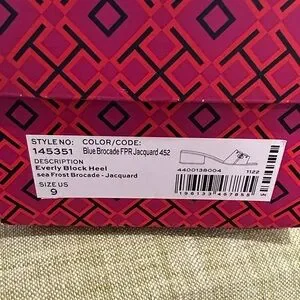 STYLE NO: COLOR/CODE:
145351 Blue Brocade FPR Jacquard 452
DESCRIPTION
Everly Block Heel
sea Frost Brocade - Jacquard
SIZE US
9
4400138004 1122